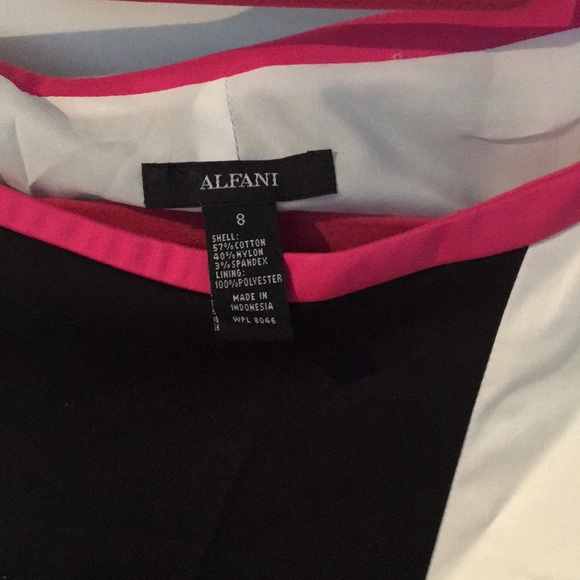 ALFANI
8
SHELL:
57%COTTON
40%NYLON
3%SPANDEX
LINING:
100%POLYESTER
MADE IN
INDONESIA
WPL 8046